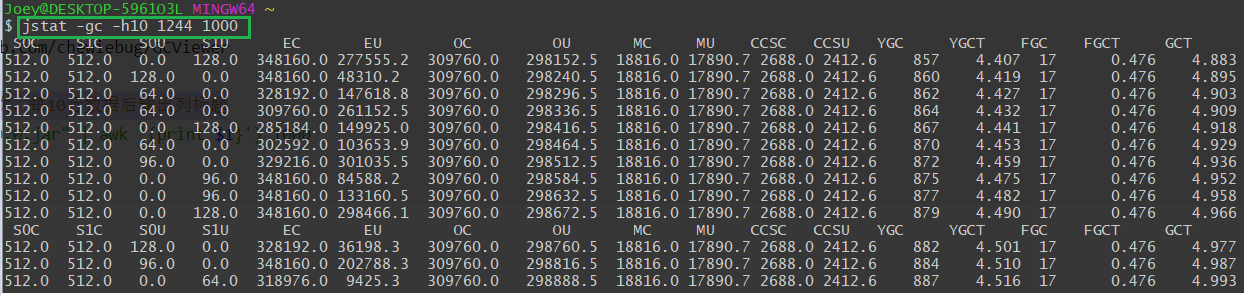 Joey@DESKTOP-5961O3L MINGW64 ~
$ jstat -gc -h10 1244 1000
S0C S1C S0U S1U EC EU OC OU MC MU CCSC CCSU YGC YGCT FGC FGCT GCT
512.0 512.0 0.0 128.0 348160.0 277555.2 309760.0 298152.5 18816.0 17890.7 2688.0 2412.6 857 4.407 17 0.476 4.883
512.0 512.0 128.0 0.0 348160.0 48310.2 309760.0 298240.5 18816.0 17890.7 2688.0 2412.6 860 4.419 17 0.476 4.895
512.0 512.0 64.0 0.0 328192.0 147618.8 309760.0 298296.5 18816.0 17890.7 2688.0 2412.6 862 4.427 17 0.476 4.903
512.0 512.0 64.0 0.0 309760.0 261152.5 309760.0 298336.5 18816.0 17890.7 2688.0 2412.6 864 4.432 17 0.476 4.909
512.0 512.0 0.0 128.0 285184.0 149925.0 309760.0 298416.5 18816.0 17890.7 2688.0 2412.6 867 4.441 17 0.476 4.918
512.0 512.0 64.0 0.0 302592.0 103653.9 309760.0 298464.5 18816.0 17890.7 2688.0 2412.6 870 4.453 17 0.476 4.929
512.0 512.0 96.0 0.0 329216.0 301035.5 309760.0 298512.5 18816.0 17890.7 2688.0 2412.6 872 4.459 17 0.476 4.936
512.0 512.0 0.0 96.0 348160.0 84588.2 309760.0 298584.5 18816.0 17890.7 2688.0 2412.6 875 4.475 17 0.476 4.952
512.0 512.0 0.0 96.0 348160.0 133160.5 309760.0 298632.5 18816.0 17890.7 2688.0 2412.6 877 4.482 17 0.476 4.958
512.0 512.0 0.0 128.0 348160.0 298466.1 309760.0 298672.5 18816.0 17890.7 2688.0 2412.6 879 4.490 17 0.476 4.966
S0C S1C S0U S1U EC EU OC OU MC MU CCSC CCSU YGC YGCT FGC FGCT GCT
512.0 512.0 128.0 0.0 328192.0 36198.3 309760.0 298760.5 18816.0 17890.7 2688.0 2412.6 882 4.501 17 0.476 4.977
512.0 512.0 96.0 0.0 348160.0 202788.3 309760.0 298816.5 18816.0 17890.7 2688.0 2412.6 884 4.510 17 0.476 4.987
512.0 512.0 0.0 64.0 318976.0 9425.3 309760.0 298888.5 18816.0 17890.7 2688.0 2412.6 887 4.516 17 0.476 4.993